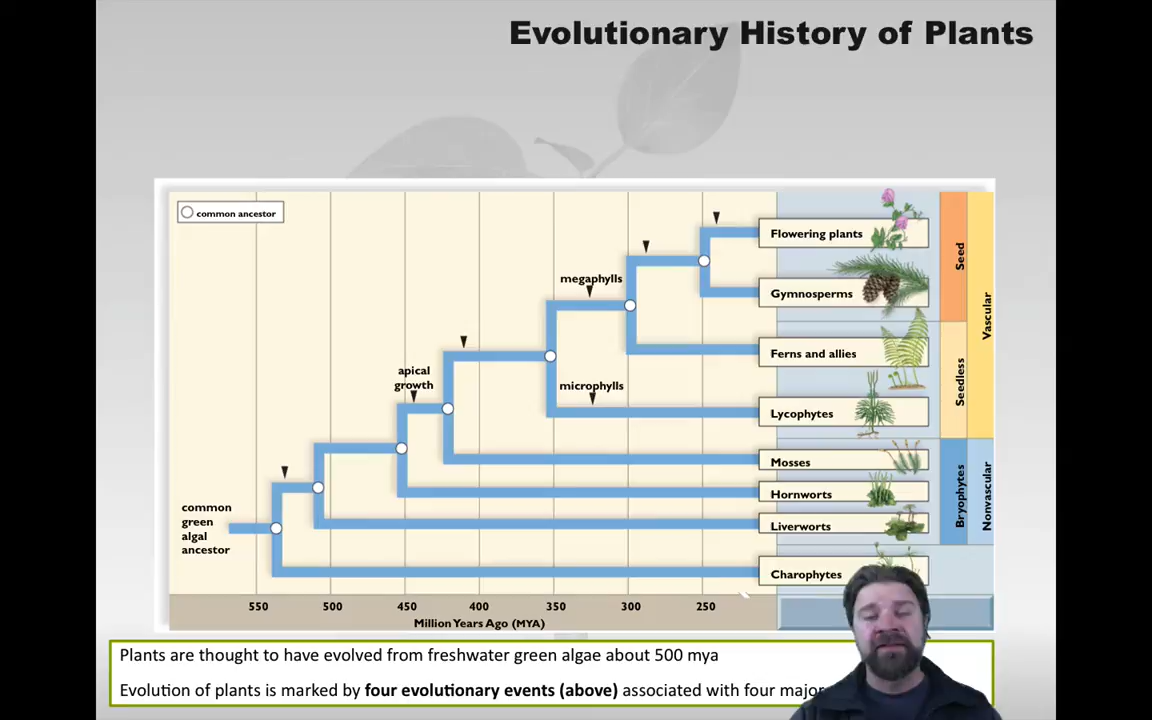 Evolutionary History of Plants
common ancestor
Flowering plants
megaphylls
Gymnosperms
Seed
Vascular
Ferns and allies
apical
growth
microphylls
Lycophytes
Seedless
Mosses
Hornworts
Liverworts
Bryophytes
Nonvascular
common
green
algal
ancestor
Charophytes
550 500 450 400 350 300 250
Million Years Ago (MYA)
Plants are thought to have evolved from freshwater green algae about 500 mya
Evolution of plants is marked by four evolutionary events (above) associated with four major